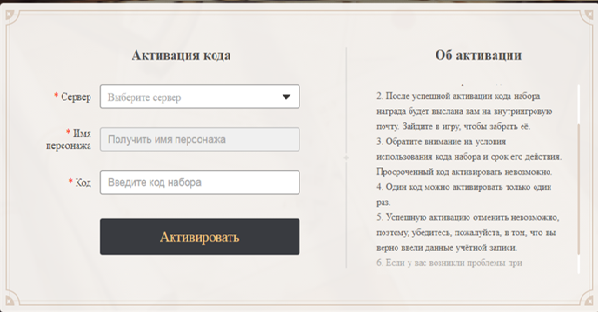 Активация кода
* Сервер
Выберите сервер
* Имя
персонажа
Получить имя персонажа
* Код
Введите код набора
Активировать
Об активации
2. После успешной активации кода набора
награда будет выслана вам на внутриигровую
почту. Зайдите в игру, чтобы забрать её.
3. Обратите внимание на условия
использования кода набора и срок его действия.
Просроченный код активировать невозможно.
4. Один код можно активировать только один
раз.
5. Успешную активацию отменить невозможно,
поэтому, убедитесь, пожалуйста, в том, что вы
верно ввели данные учётной записи.
6. Если у вас возникли проблемы при